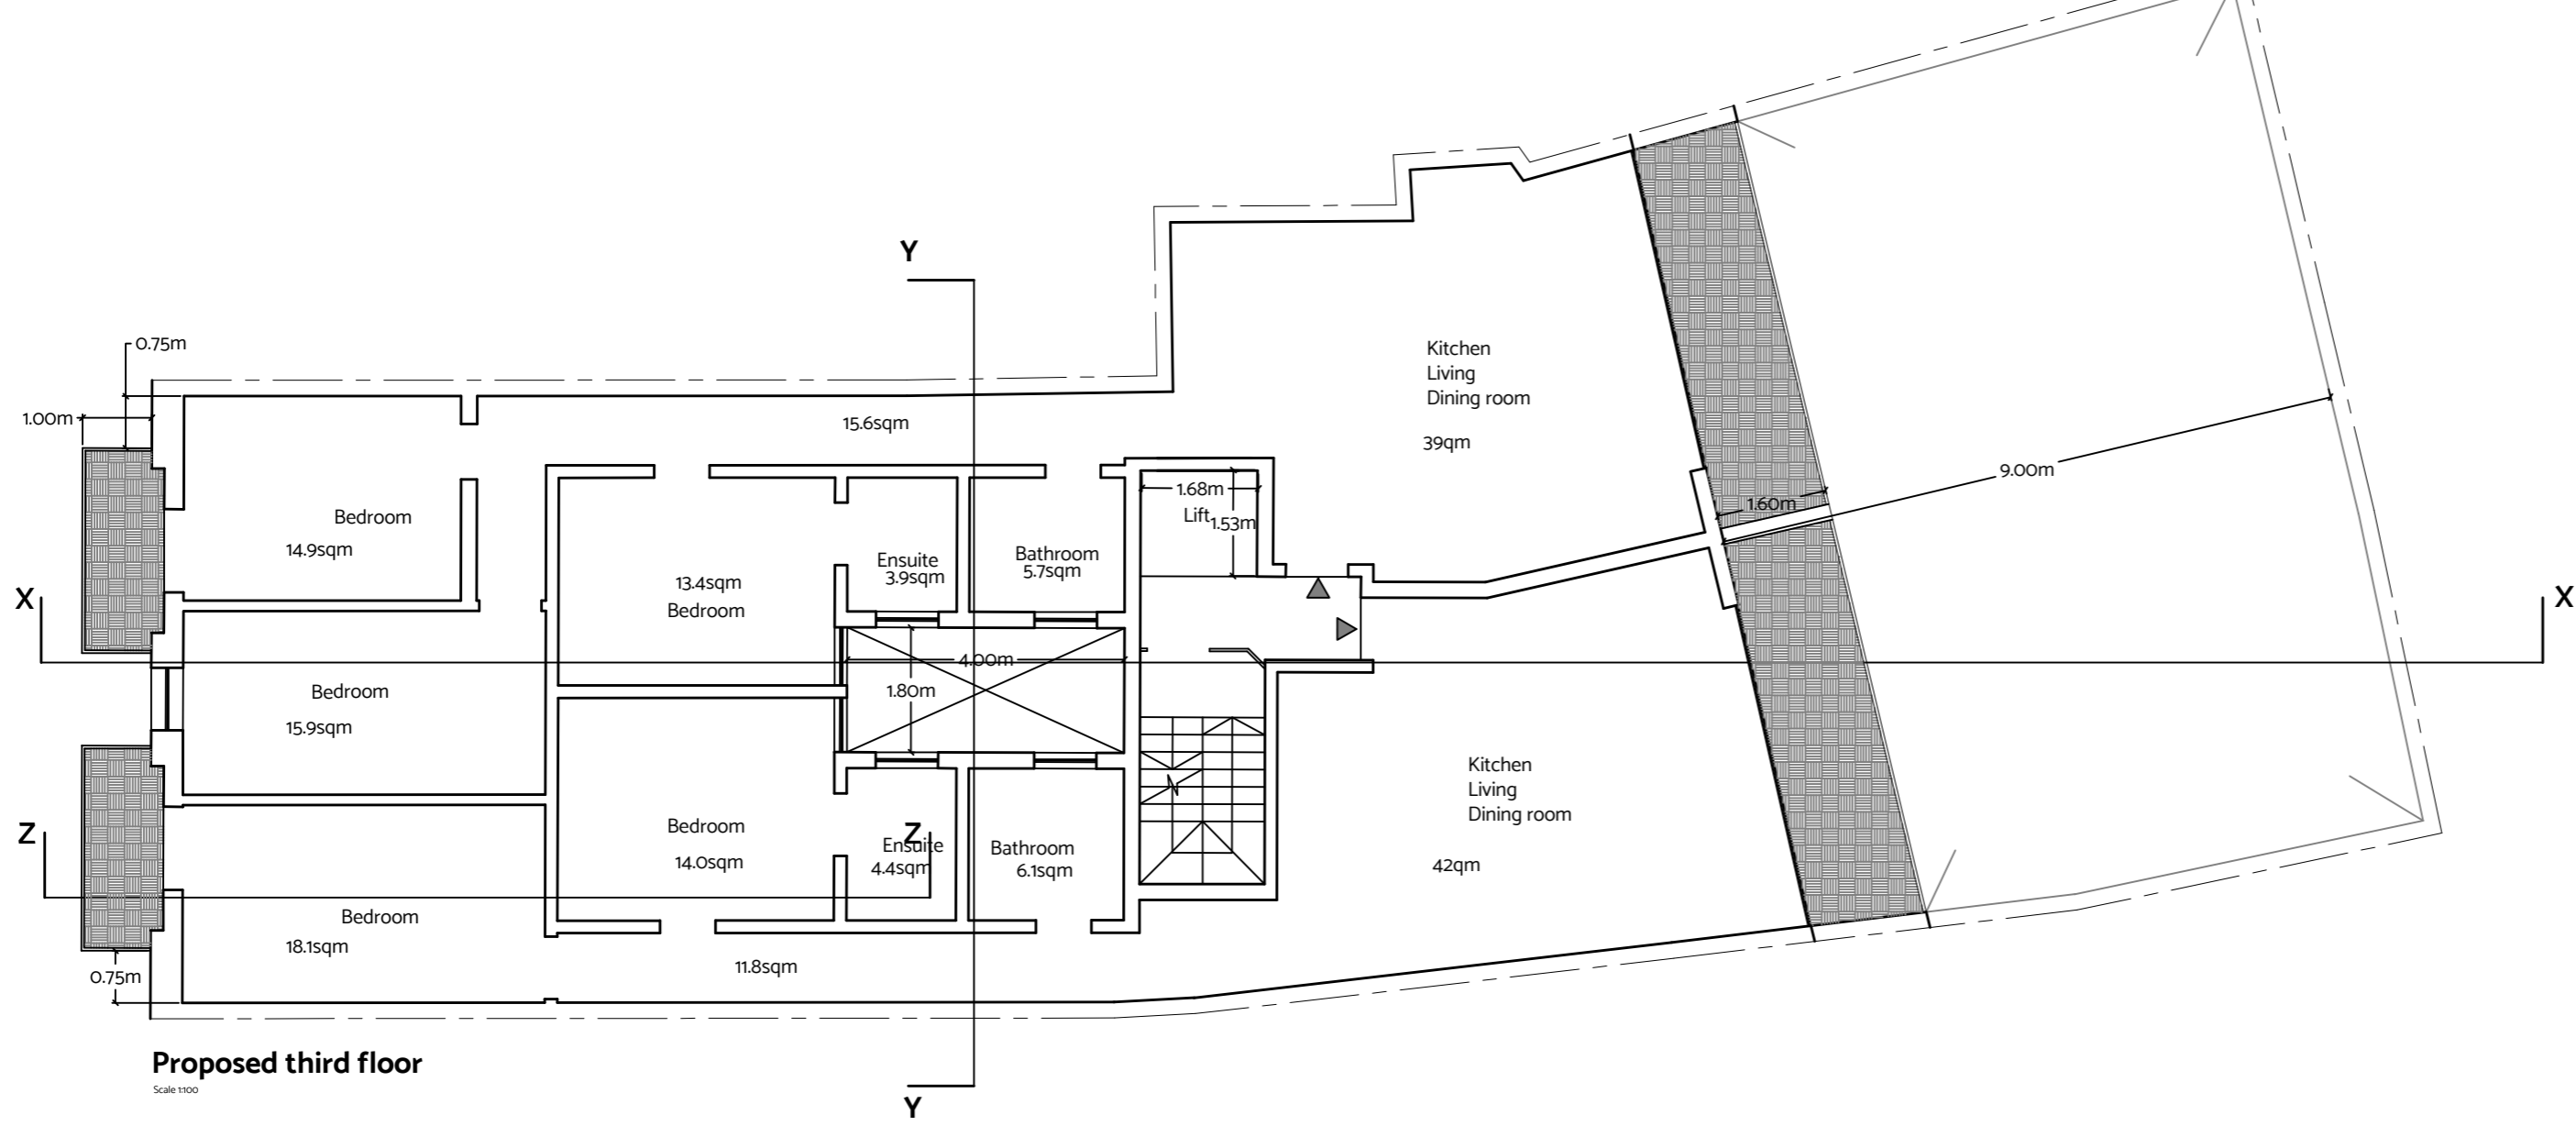 Y
0.75m
1.00m
15.6sqm
Kitchen
Living
Dining room
39qm
9.00m
1.68m
Lift
1.53m
1.60m
Bedroom
14.9sqm
Ensuite
3.9sqm
Bathroom
5.7sqm
13.4sqm
Bedroom
X
X
4.00m
1.80m
Bedroom
15.9sqm
Kitchen
Living
Dining room
42qm
Z
Bedroom
14.0sqm
Z
Ensuite
4.4sqm
Bathroom
6.1sqm
Bedroom
18.1sqm
0.75m
11.8sqm
Proposed third floor
Scale 1:100
Y